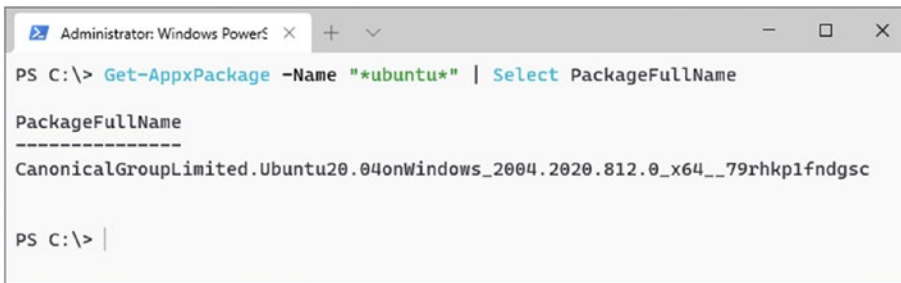 Administrator: Windows PowerS
PS C:\> Get-AppxPackage -Name "*ubuntu*" | Select PackageFullName
PackageFullName
---------------
CanonicalGroupLimited.Ubuntu20.04onWindows_2004.2020.812.0_x64__79rhkp1fndgsc
PS C:\>